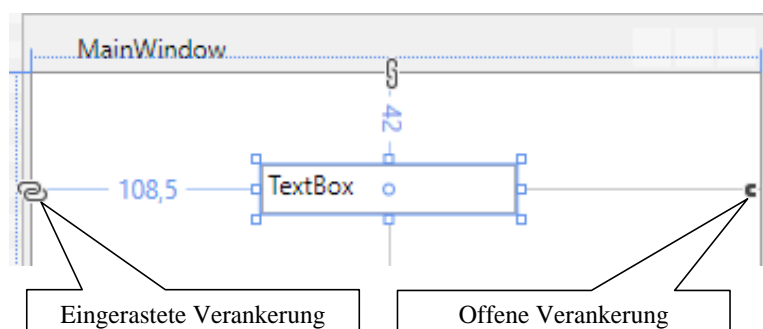 MainWindow
42
108,5
TextBox
Eingerastete Verankerung
Offene Verankerung